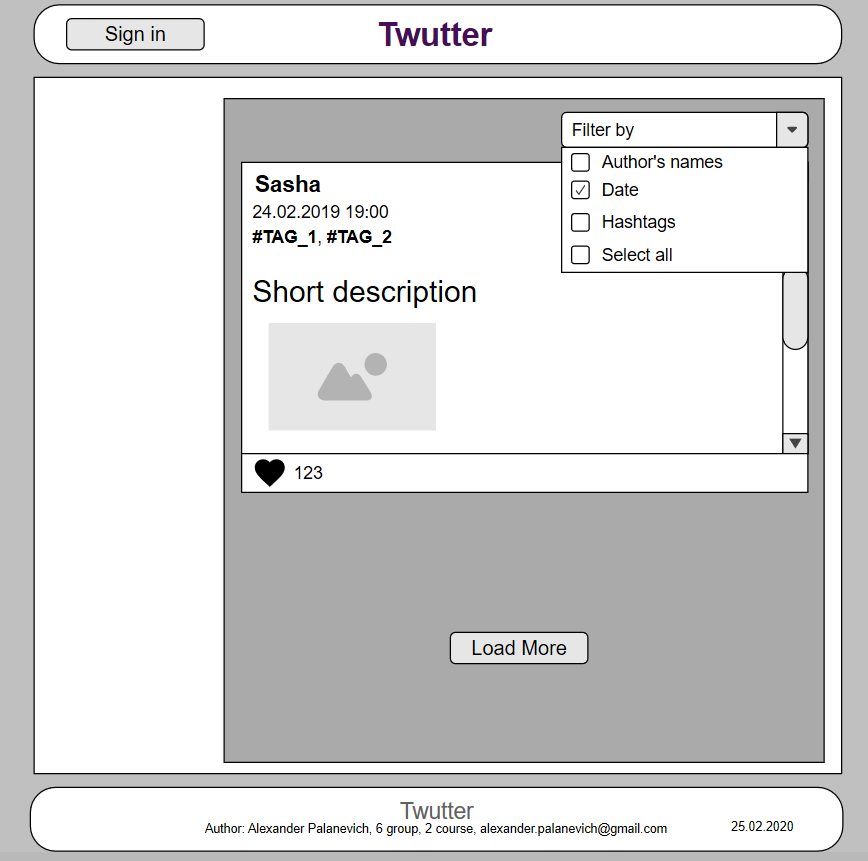 Sign in
Twutter
Filter by
Author's names
Date
Hashtags
Select all
Sasha
24.02.2019 19:00
#TAG_1, #TAG_2
Short description
123
Load More
Twutter
Author: Alexander Palanevich, 6 group, 2 course, alexander.palanevich@gmail.com
25.02.2020